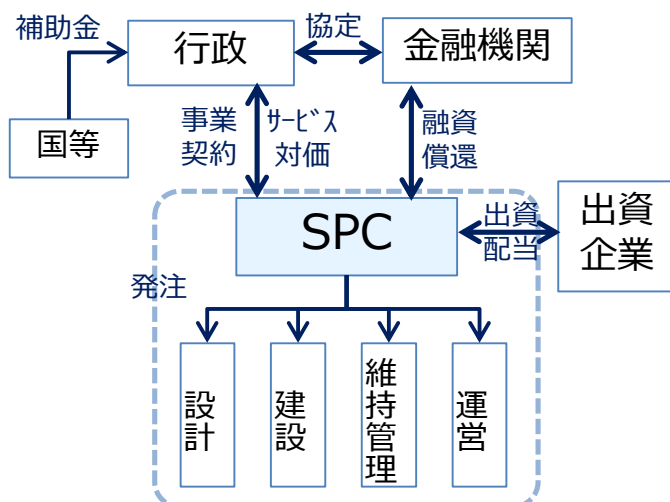 補助金
行政
協定
金融機関
国等
事業
契約
ｻｰﾋﾞｽ
対価
融資
償還
SPC
出資
配当
出資
企業
発注
設計
建設
維持管理
運営